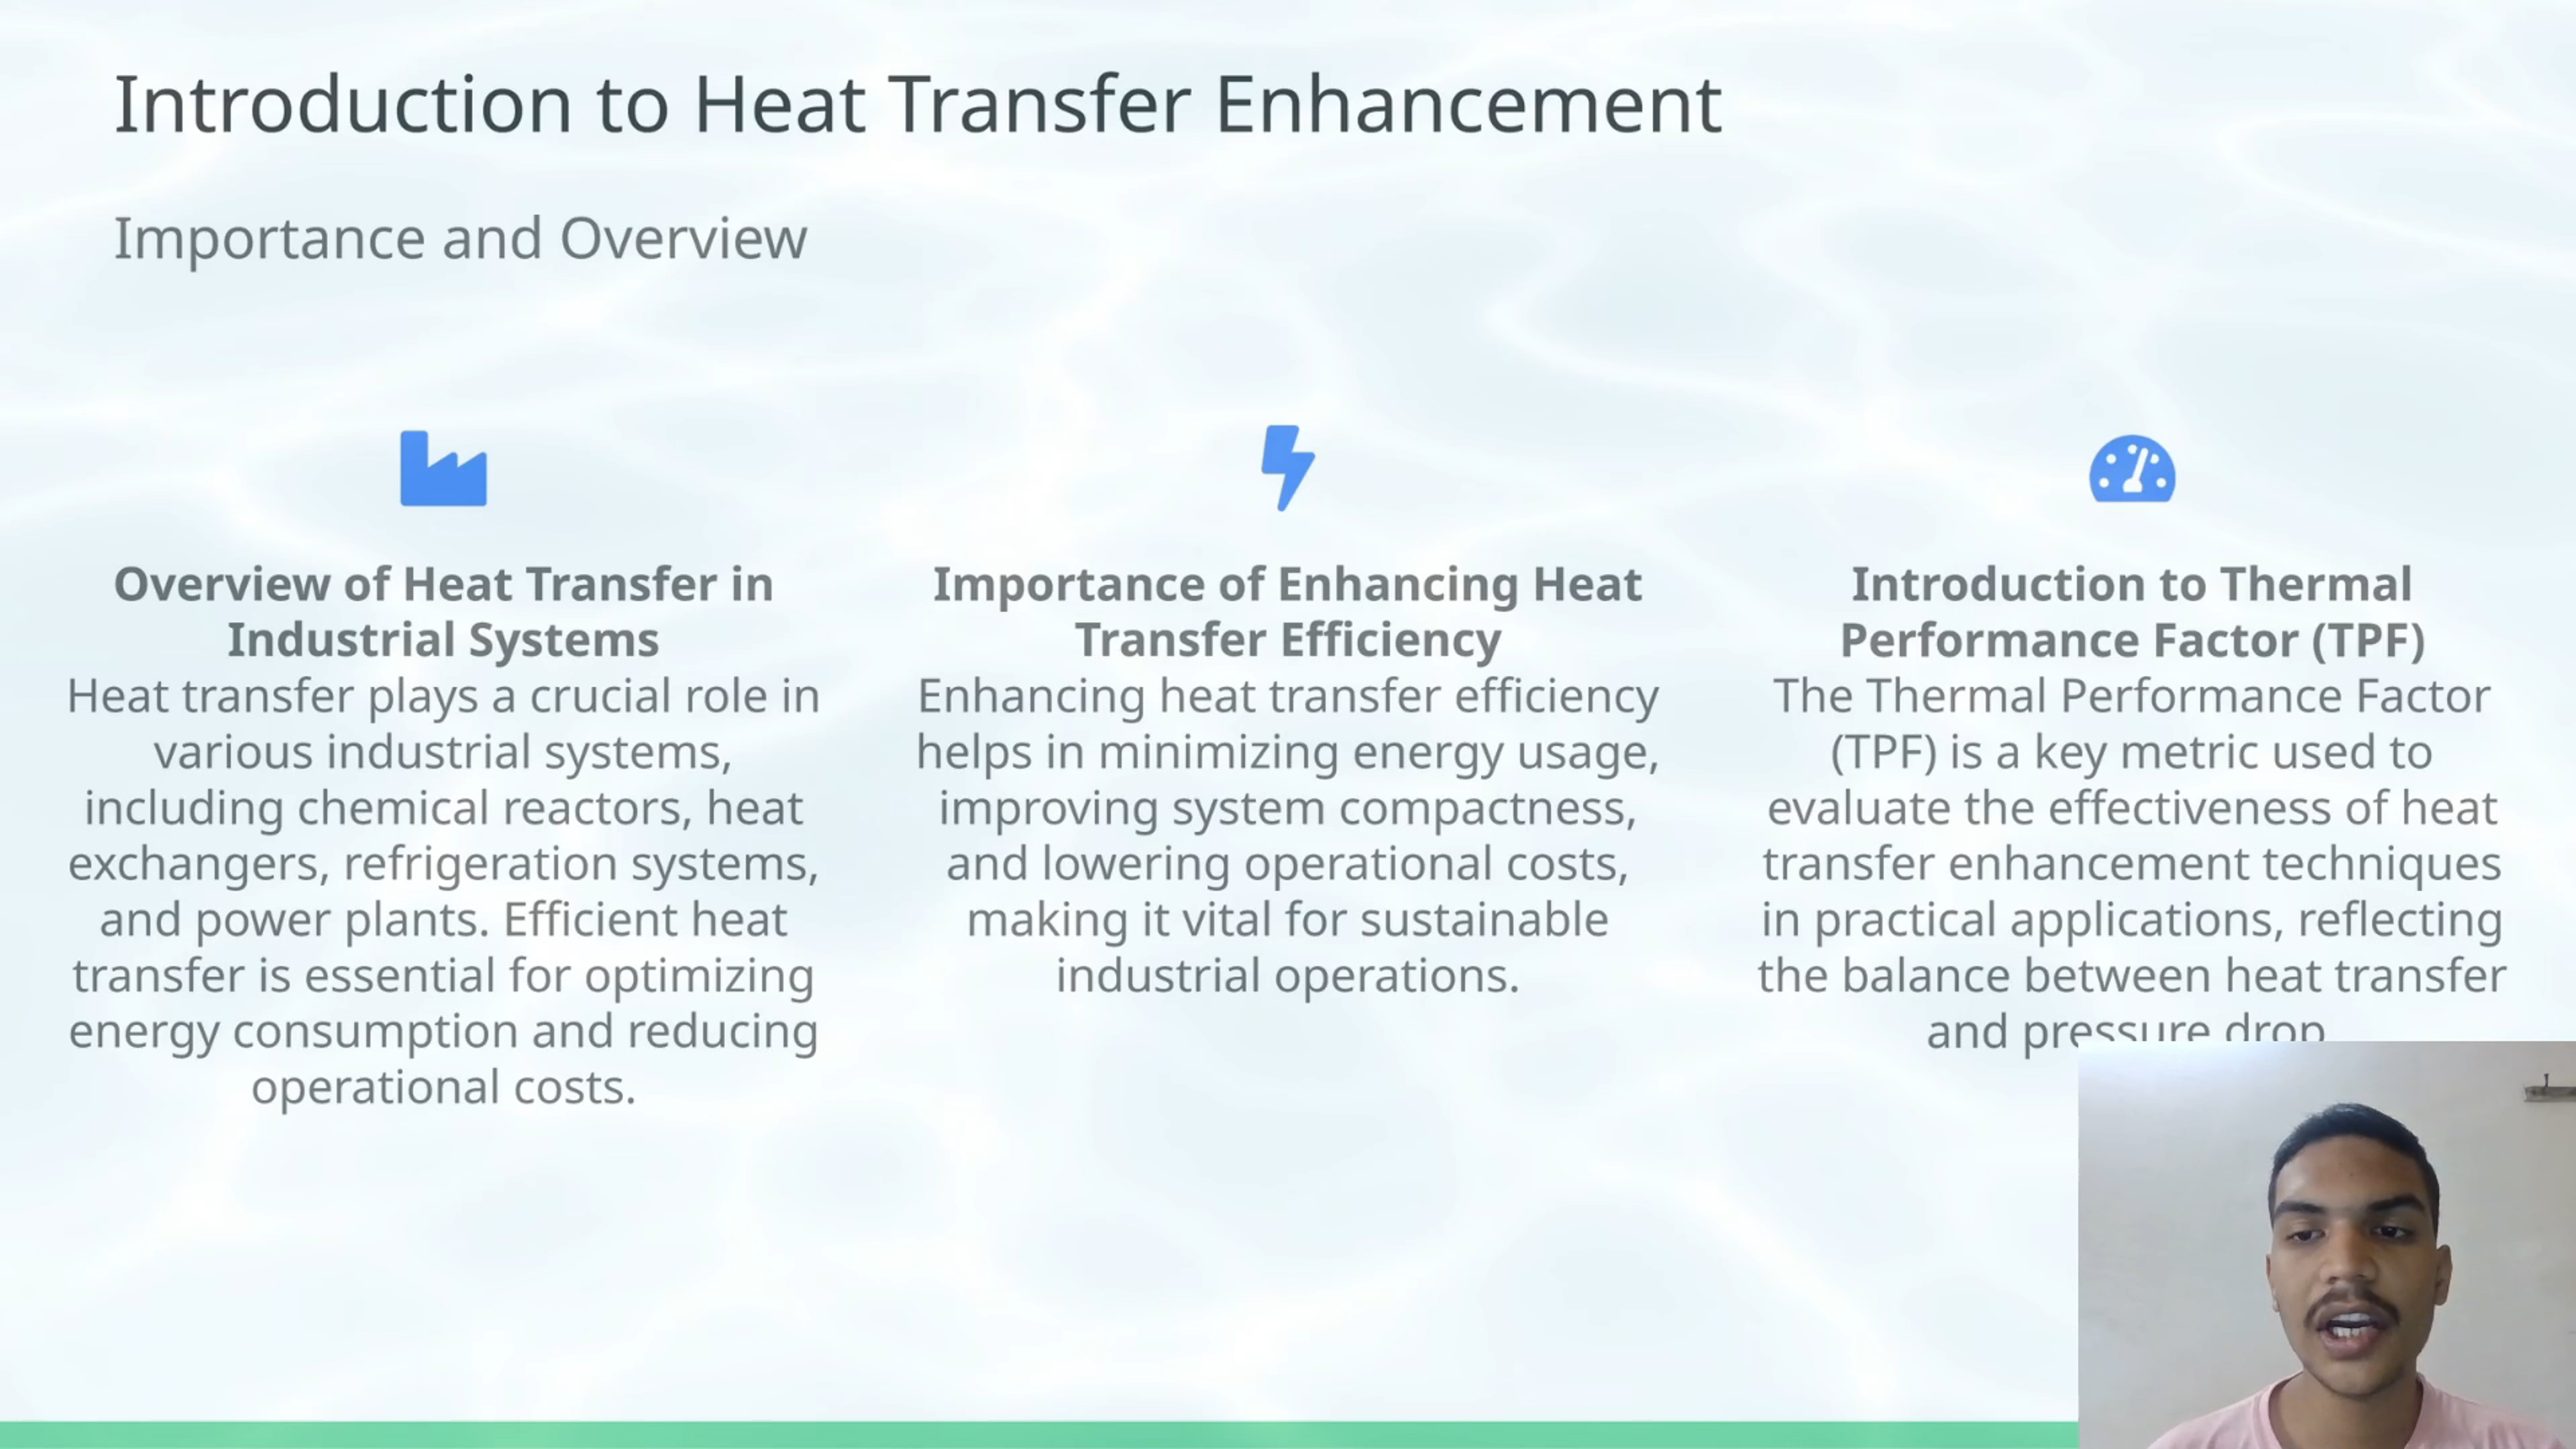 Introduction to Heat Transfer Enhancement
Importance and Overview
Overview of Heat Transfer in
Industrial Systems
Heat transfer plays a crucial role in
various industrial systems,
including chemical reactors, heat
exchangers, refrigeration systems,
and power plants. Efficient heat
transfer is essential for optimizing
energy consumption and reducing
operational costs.
Importance of Enhancing Heat
Transfer Efficiency
Enhancing heat transfer efficiency
helps in minimizing energy usage,
improving system compactness,
and lowering operational costs,
making it vital for sustainable
industrial operations.
Introduction to Thermal
Performance Factor (TPF)
The Thermal Performance Factor
(TPF) is a key metric used to
evaluate the effectiveness of heat
transfer enhancement techniques
in practical applications, reflecting
the balance between heat transfer
and pressure drop